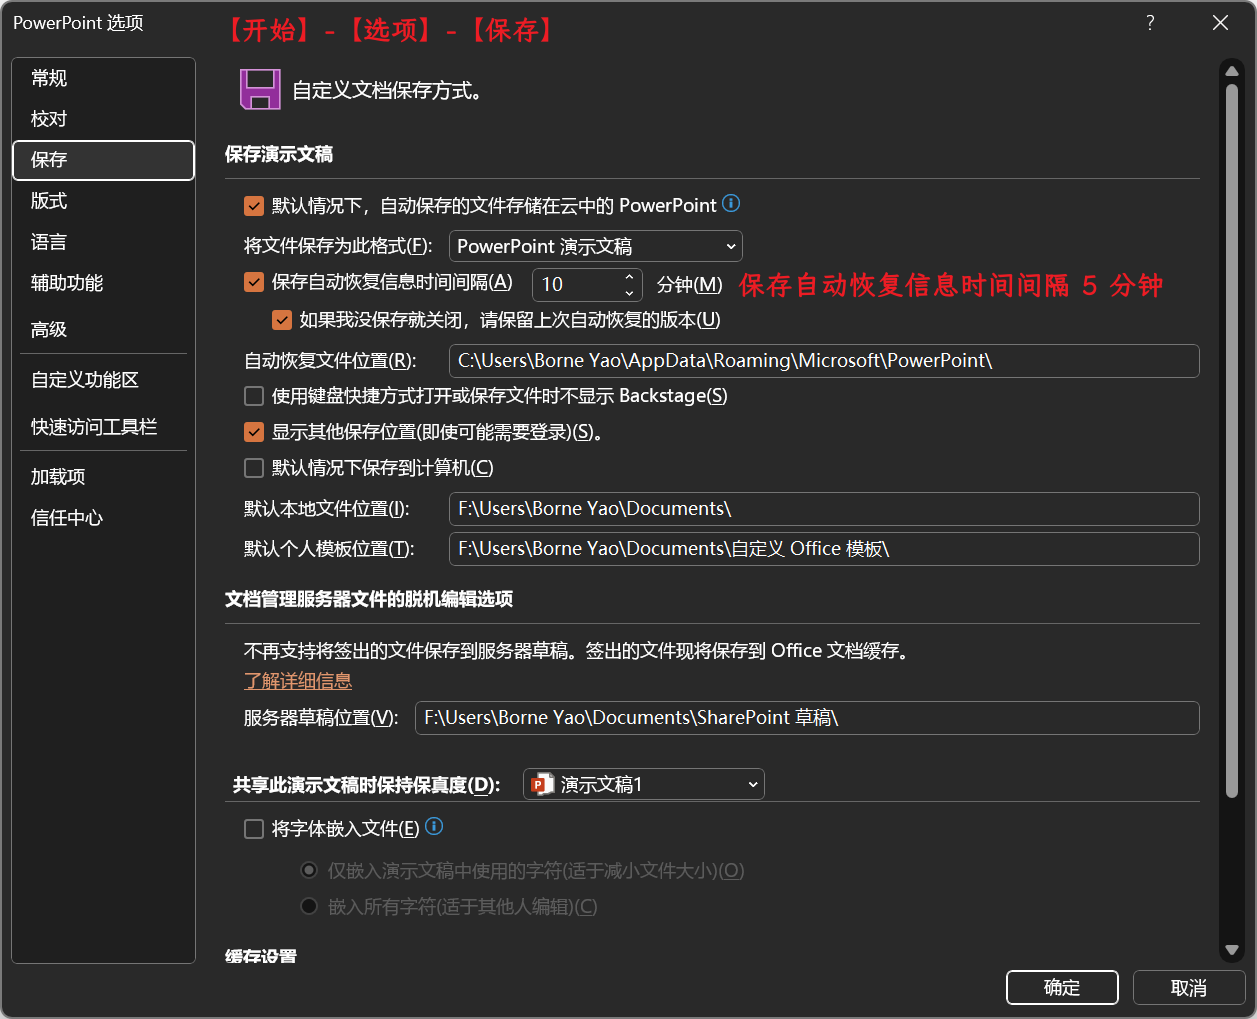 PowerPoint 选项
【开始】-【选项】-【保存】
?
常规
校对
保存
版式
语言
辅助功能
高级
自定义功能区
快速访问工具栏
加载项
信任中心
自定义文档保存方式。
保存演示文稿
默认情况下，自动保存的文件存储在云中的 PowerPoint
将文件保存为此格式(F): PowerPoint 演示文稿
保存自动恢复信息时间间隔(A) 10 分钟(M) 保存自动恢复信息时间间隔 5 分钟
如果我没保存就关闭，请保留上次自动恢复的版本(U)
自动恢复文件位置(R): C:\Users\Borne Yao\AppData\Roaming\Microsoft\PowerPoint\
使用键盘快捷方式打开或保存文件时不显示 Backstage(S)
显示其他保存位置(即使可能需要登录)(S)。
默认情况下保存到计算机(C)
默认本地文件位置(I): F:\Users\Borne Yao\Documents\
默认个人模板位置(T): F:\Users\Borne Yao\Documents\自定义 Office 模板\
文档管理服务器文件的脱机编辑选项
不再支持将签出的文件保存到服务器草稿。签出的文件现将保存到 Office 文档缓存。
了解详细信息
服务器草稿位置(V): F:\Users\Borne Yao\Documents\SharePoint 草稿\
共享此演示文稿时保持保真度(D): 演示文稿1
将字体嵌入文件(E)
仅嵌入演示文稿中使用的字符(适于减小文件大小)(O)
嵌入所有字符(适于其他人编辑)(C)
缓存设置
确定 取消